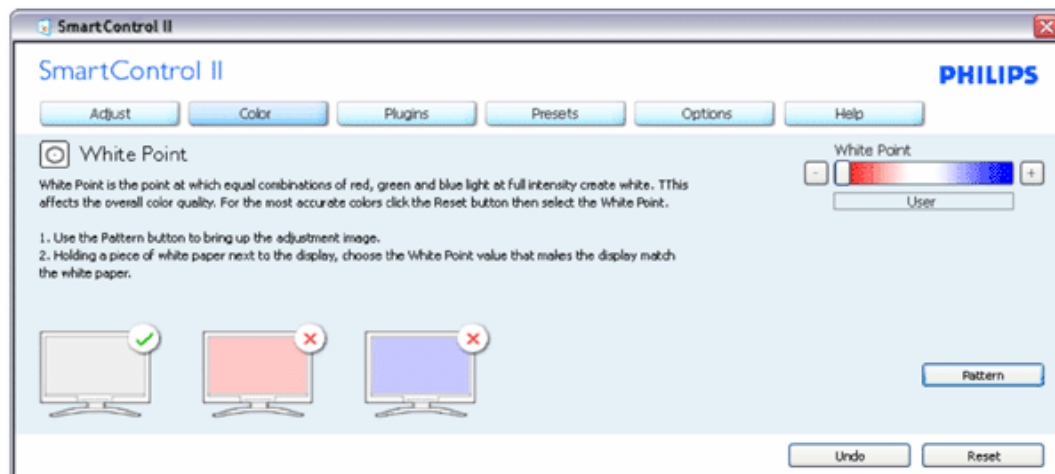 SmartControl II
SmartControl II
PHILIPS
Adjust Color Plugins Presets Options Help
White Point
White Point is the point at which equal combinations of red, green and blue light at full intensity create white. TThis
affects the overall color quality. For the most accurate colors click the Reset button then select the White Point.
1. Use the Pattern button to bring up the adjustment image.
2. Holding a piece of white paper next to the display, choose the White Point value that makes the display match
the white paper.
White Point
- +
User
Pattern
Undo Reset